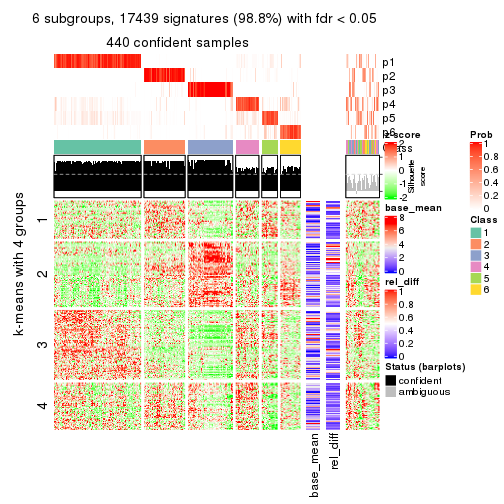 6 subgroups, 17439 signatures (98.8%) with fdr < 0.05
440 confident samples
p1
p2
p3
p4
p5
p6
Class
Silhouette
score
k-means with 4 groups
1
2
3
4
base_mean
rel_diff
z-score
2
1
0
-1
-2
base_mean
8
6
4
2
0
rel_diff
1
0.8
0.6
0.4
0.2
0
Status (barplots)
confident
ambiguous
Prob
1
0.8
0.6
0.4
0.2
0
Class
1
2
3
4
5
6